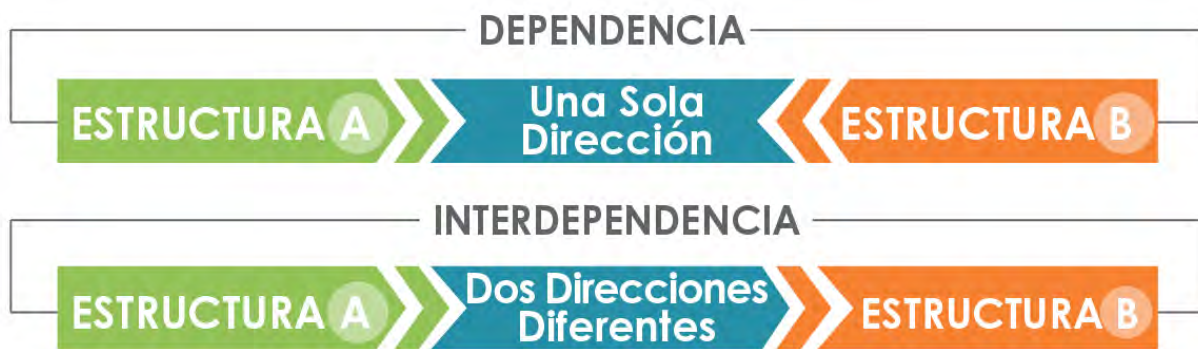 DEPENDENCIA
ESTRUCTURA A
Una Sola
Dirección
ESTRUCTURA B
INTERDEPENDENCIA
ESTRUCTURA A
Dos Direcciones
Diferentes
ESTRUCTURA B